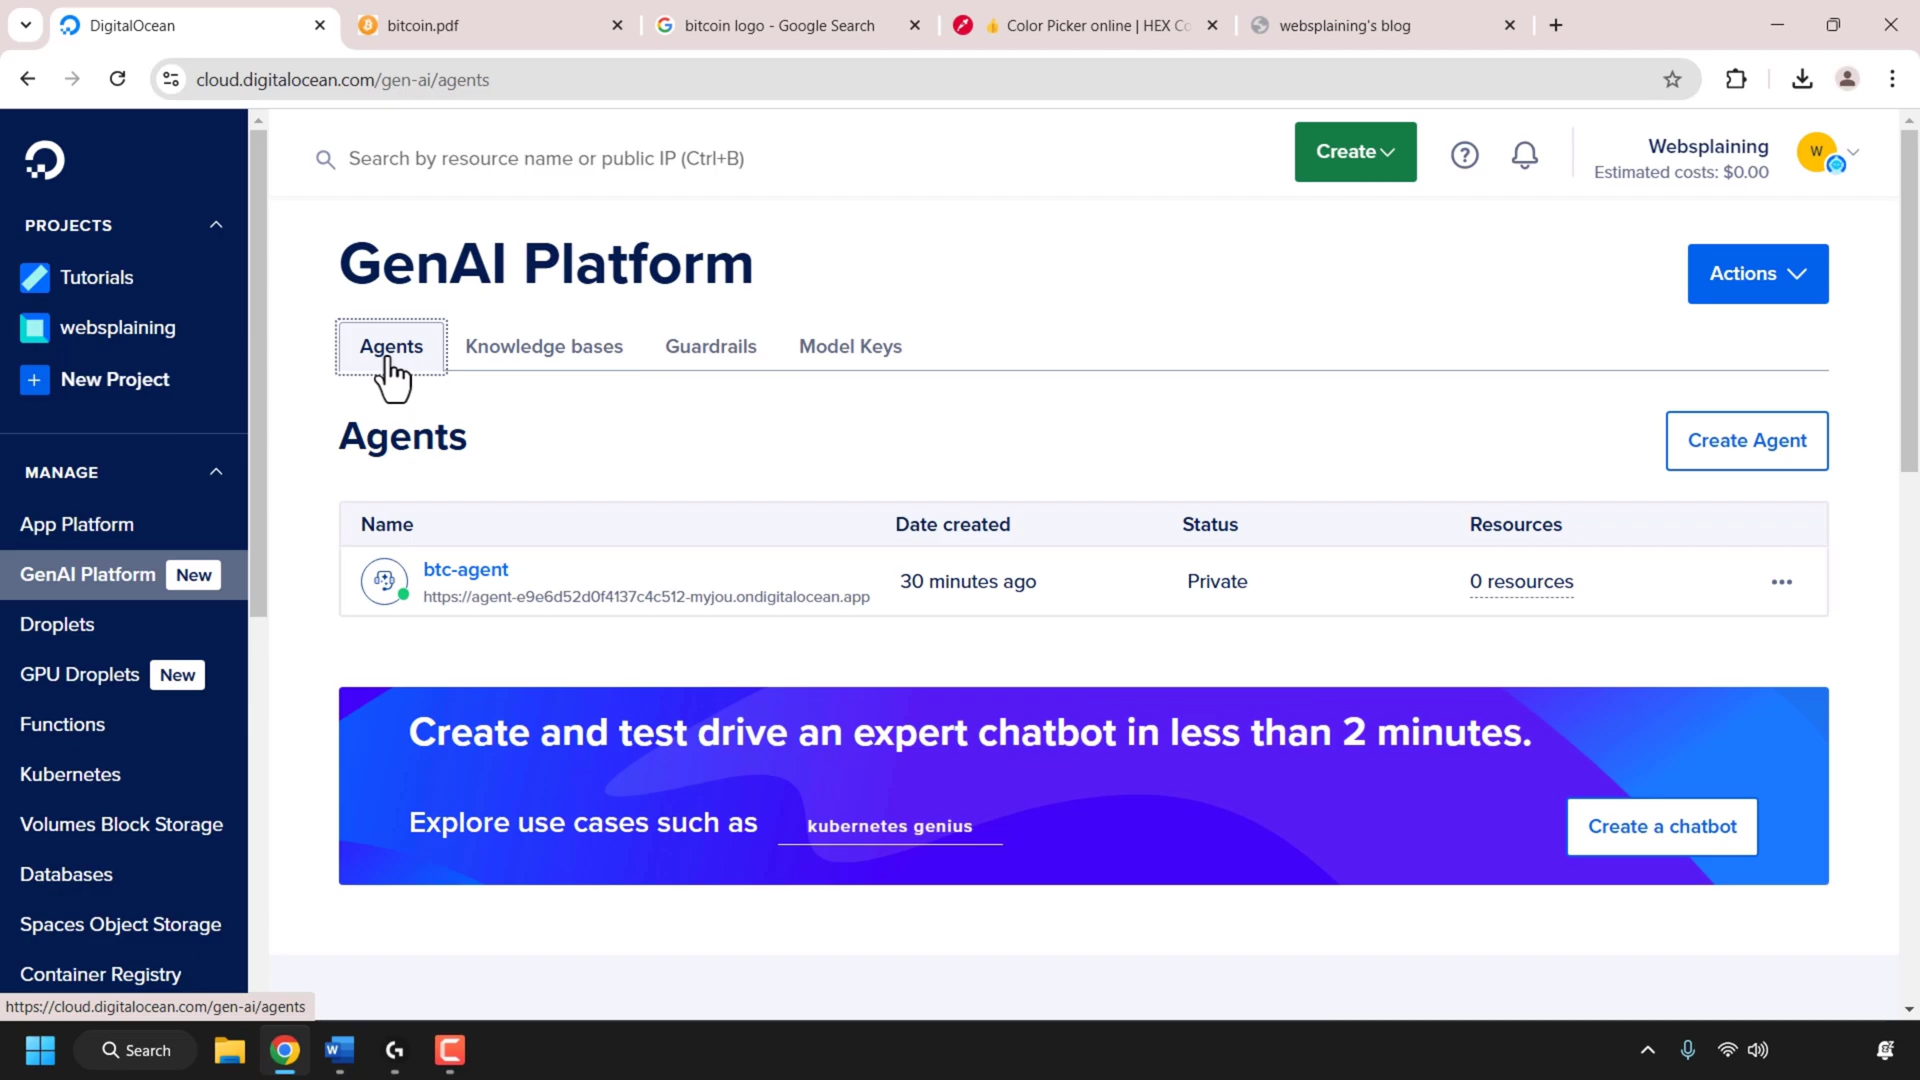 DigitalOcean
bitcoin.pdf
bitcoin logo - Google Search
Color Picker online | HEX Co
websplaining's blog
cloud.digitalocean.com/gen-ai/agents
Search by resource name or public IP (Ctrl+B)
Create
?
Websplaining
Estimated costs: $0.00
W
PROJECTS
Tutorials
websplaining
+ New Project
MANAGE
App Platform
GenAI Platform New
Droplets
GPU Droplets New
Functions
Kubernetes
Volumes Block Storage
Databases
Spaces Object Storage
Container Registry
GenAI Platform
Actions
Agents Knowledge bases Guardrails Model Keys
Agents
Create Agent
Name Date created Status Resources
btc-agent
https://agent-e9e6d52d0f4137c4c512-myjou.ondigitalocean.app
30 minutes ago Private 0 resources
Create and test drive an expert chatbot in less than 2 minutes.
Explore use cases such as kubernetes genius
Create a chatbot
https://cloud.digitalocean.com/gen-ai/agents
Search